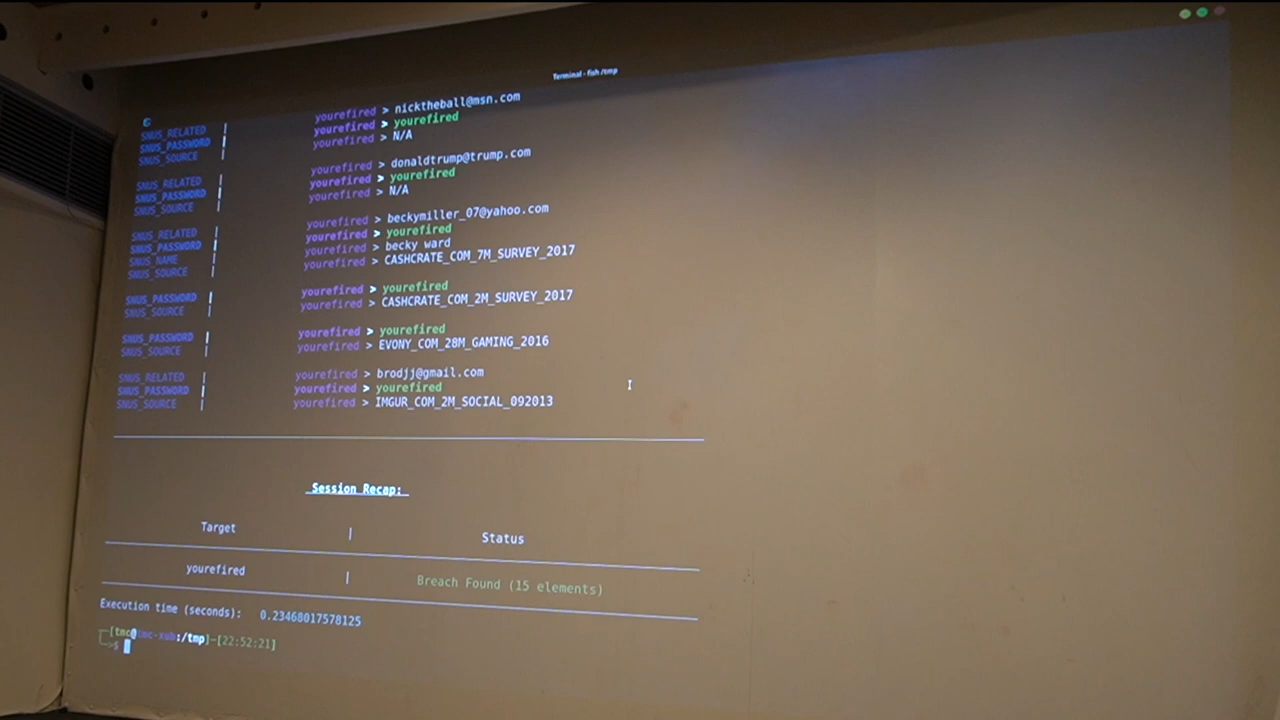 Terminal - fish /tmp
SNUS_RELATED | yourefired > nicktheball@msn.com
SNUS_PASSWORD | yourefired > yourefired
SNUS_SOURCE | yourefired > N/A
SNUS_RELATED | yourefired > donaldtrump@trump.com
SNUS_PASSWORD | yourefired > yourefired
SNUS_SOURCE | yourefired > N/A
SNUS_RELATED | yourefired > beckymiller_07@yahoo.com
SNUS_PASSWORD | yourefired > yourefired
SNUS_NAME | yourefired > becky ward
SNUS_SOURCE | yourefired > CASHCRATE_COM_7M_SURVEY_2017
SNUS_PASSWORD | yourefired > yourefired
SNUS_SOURCE | yourefired > CASHCRATE_COM_2M_SURVEY_2017
SNUS_PASSWORD | yourefired > yourefired
SNUS_SOURCE | yourefired > EVONY_COM_28M_GAMING_2016
SNUS_RELATED | yourefired > brodjj@gmail.com
SNUS_PASSWORD | yourefired > yourefired
SNUS_SOURCE | yourefired > IMGUR_COM_2M_SOCIAL_092013
Session Recap:
Target | Status
yourefired | Breach Found (15 elements)
Execution time (seconds): 0.23468017578125
[tmc@tmc-xub:/tmp]-[22:52:21]
$